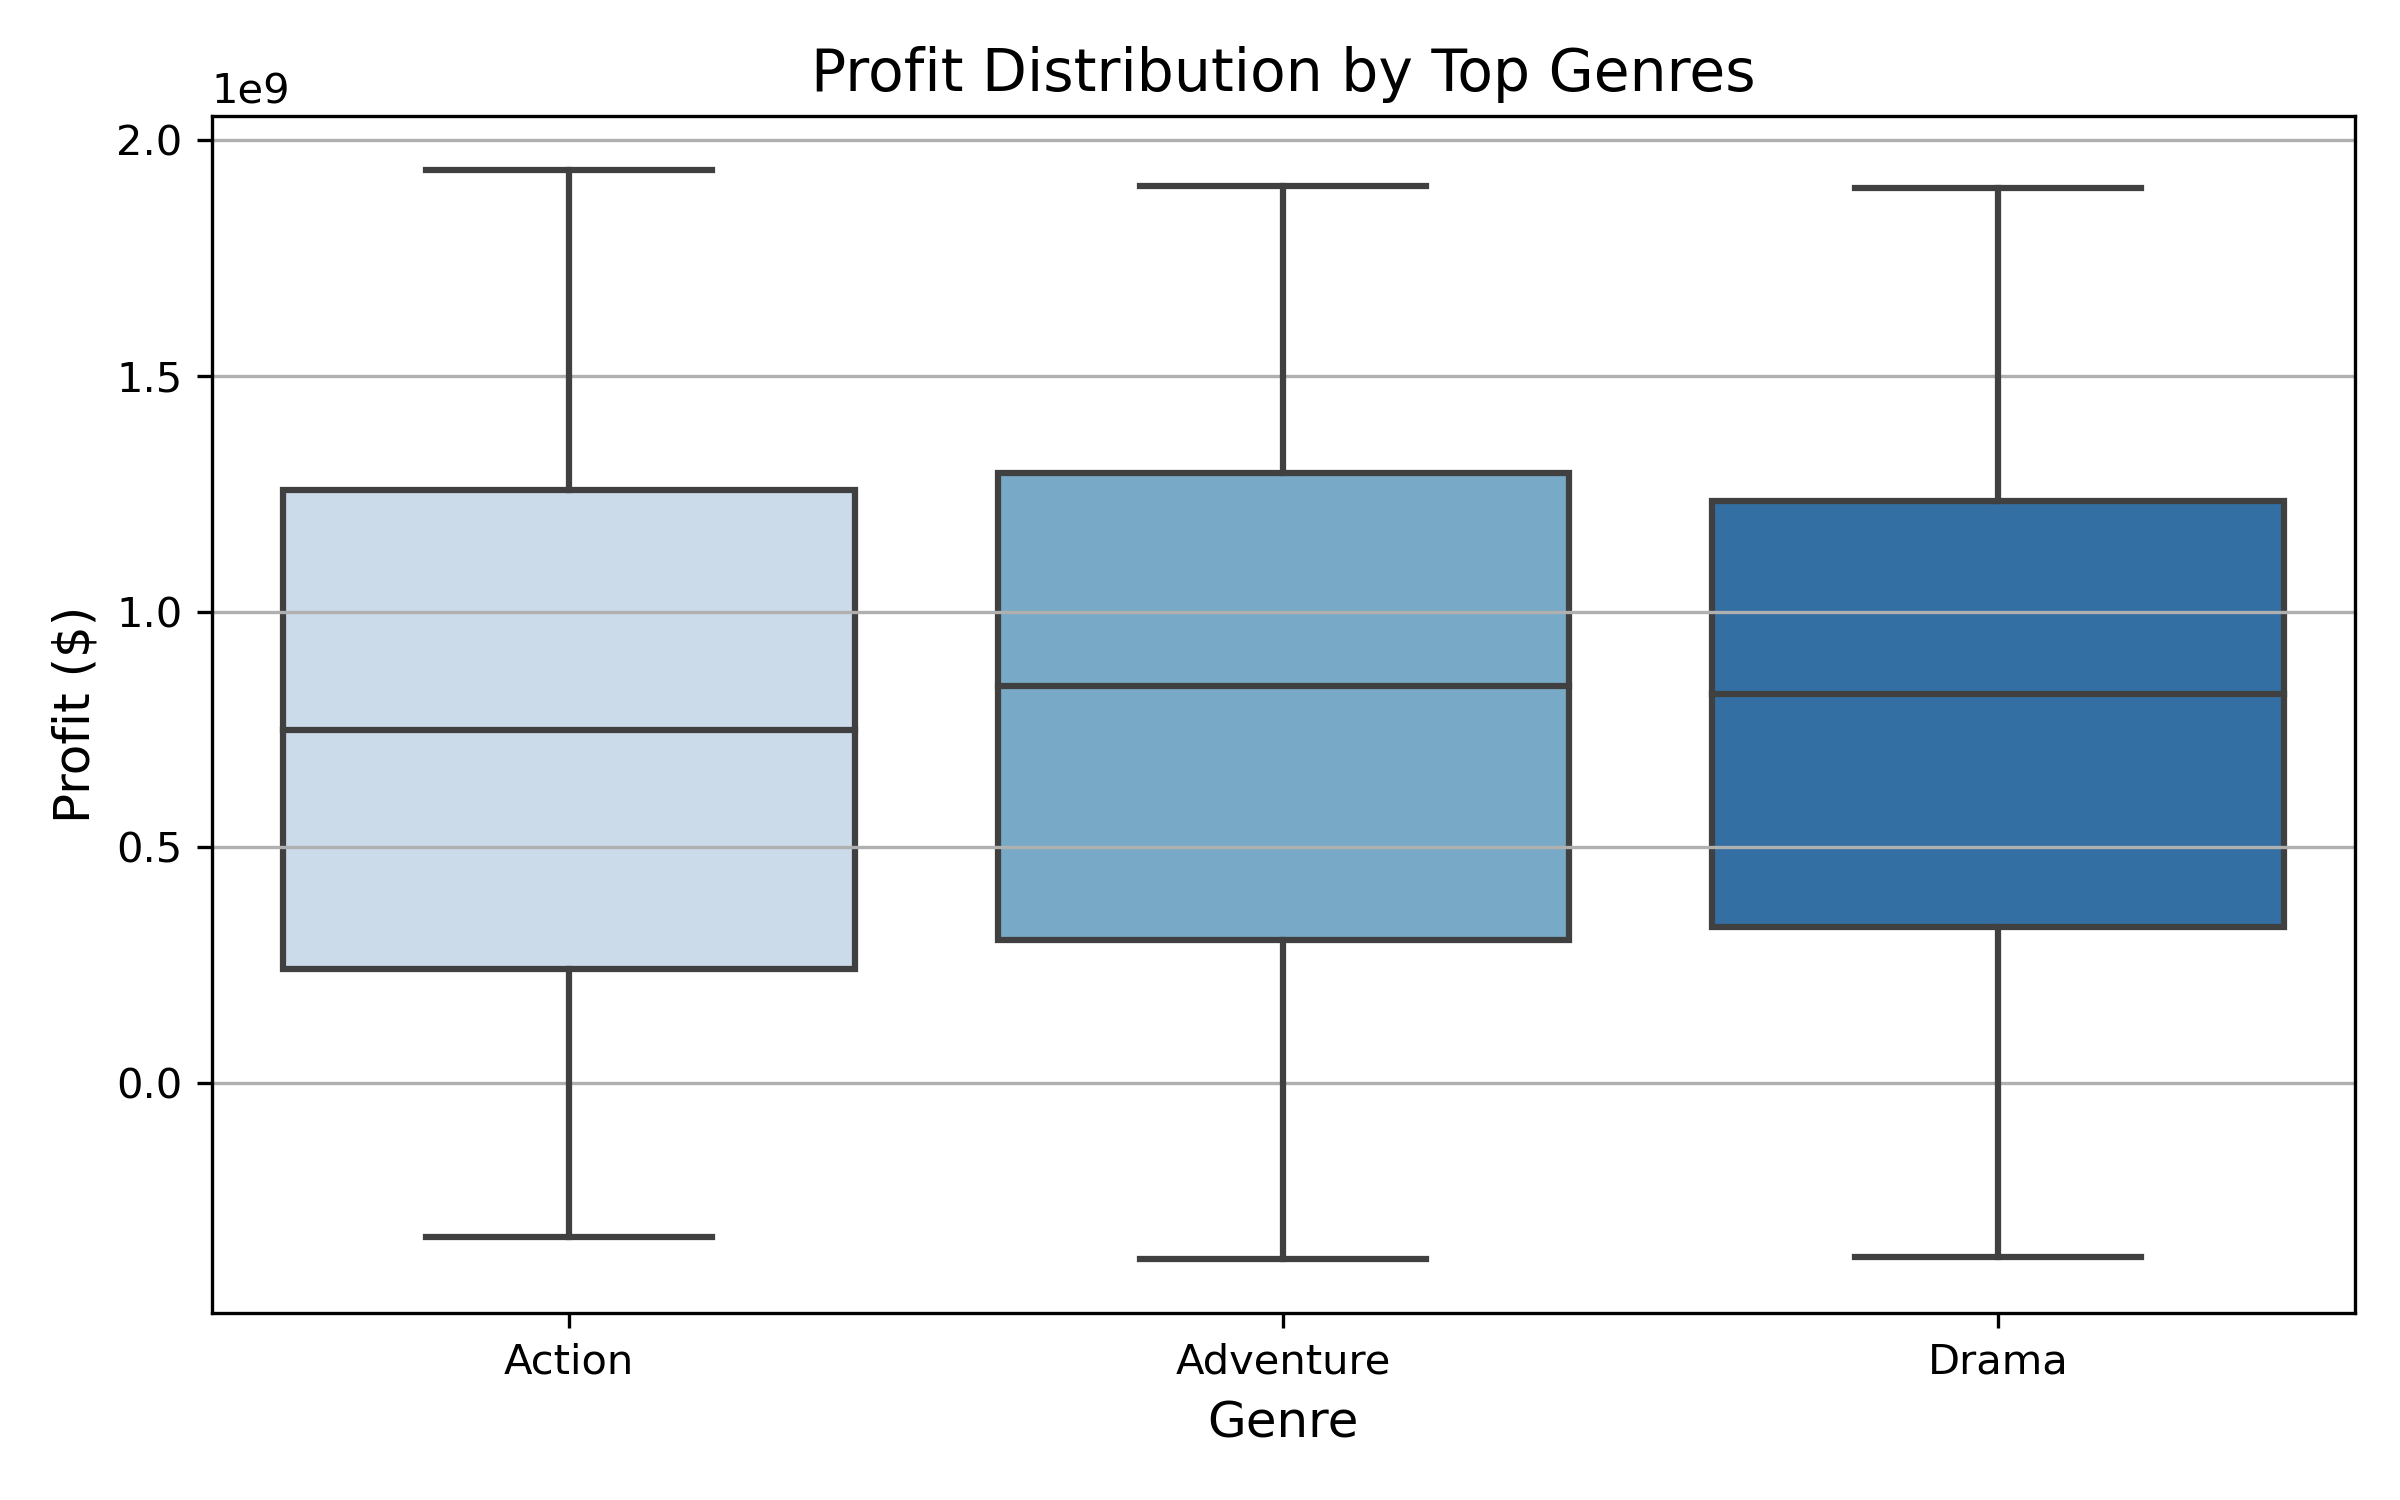 Profit Distribution by Top Genres
1e9
2.0
1.5
1.0
0.5
0.0
Profit ($)
Action
Adventure
Drama
Genre